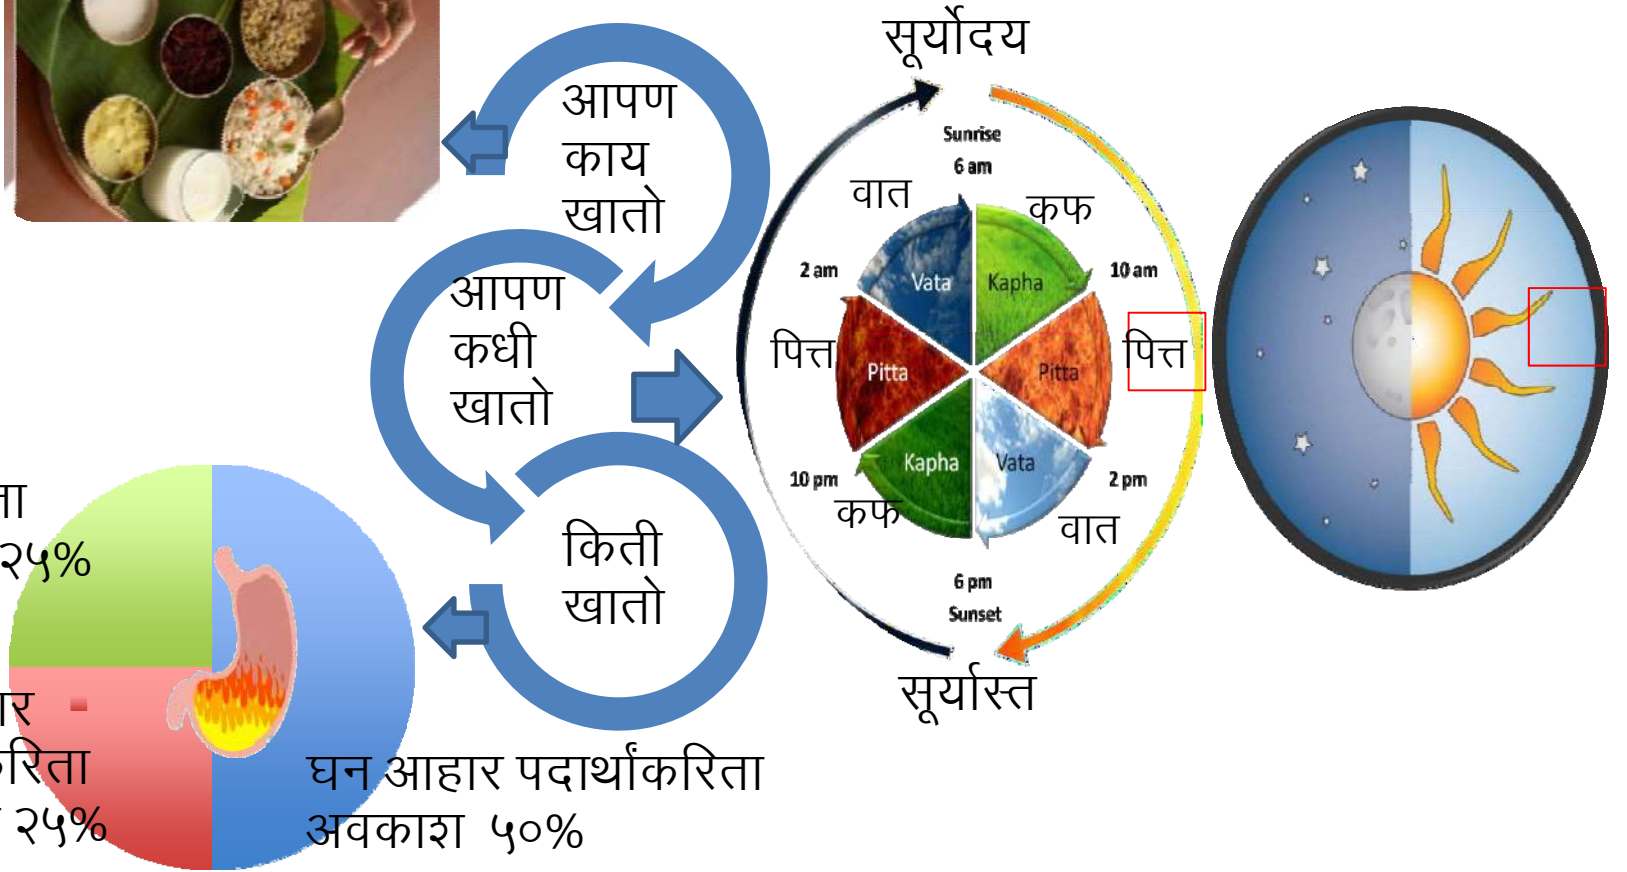 सूर्योदय
आपण
काय
खातो
Sunrise
6 am
वात
कफ
2 am
10 am
Vata
Kapha
आपण
कधी
खातो
पित्त
Pitta
Pitta
पित्त
Kapha
Vata
10 pm
2 pm
कफ
वात
किती
खातो
6 pm
Sunset
सूर्यास्त
२५%
२५%
घन आहार पदार्थांकरिता
अवकाश ५०%